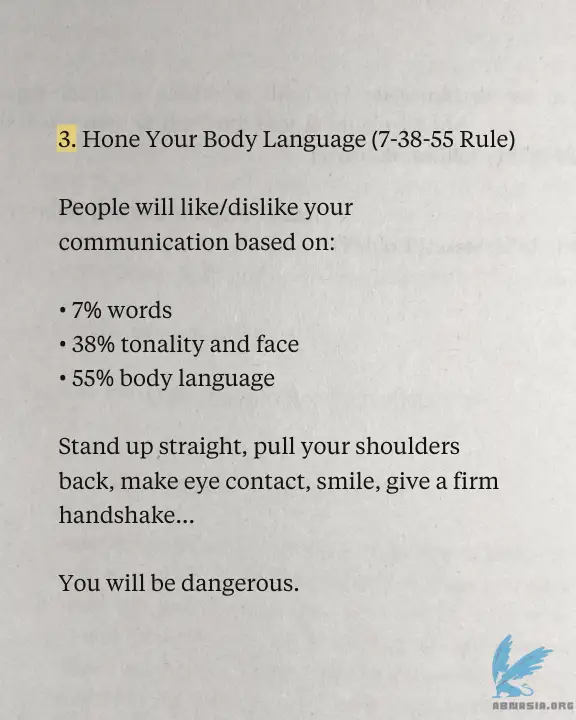 3. Hone Your Body Language (7-38-55 Rule)
People will like/dislike your
communication based on:
• 7% words
• 38% tonality and face
• 55% body language
Stand up straight, pull your shoulders
back, make eye contact, smile, give a firm
handshake...
You will be dangerous.
ABNASIA.ORG